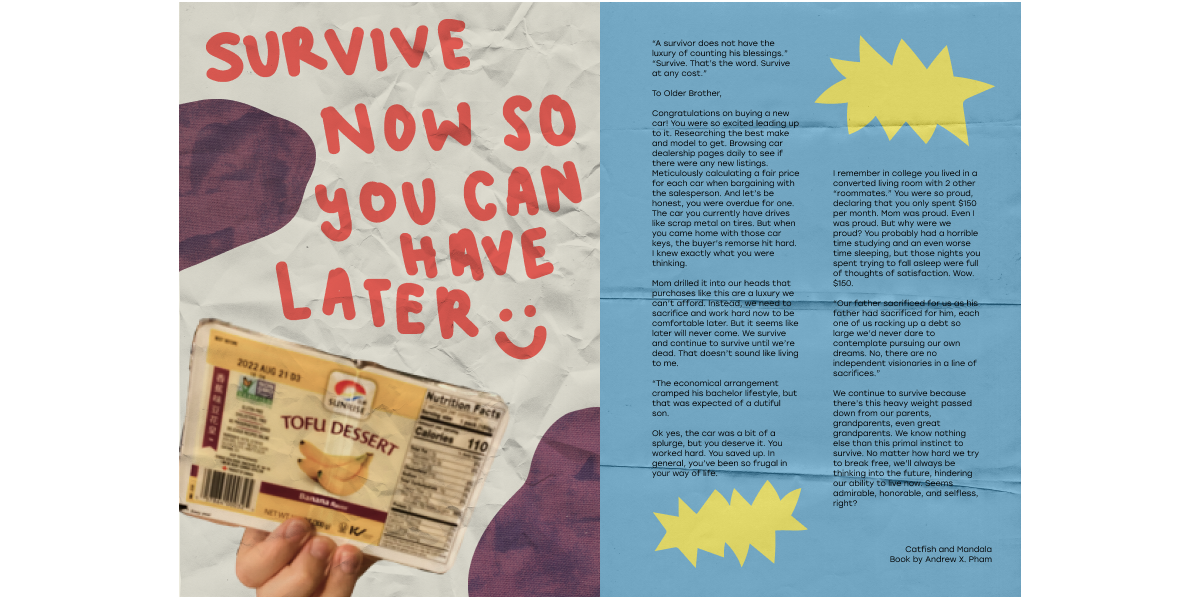 SURVIVE
NOW SO
YOU CAN
HAVE
LATER
2022 AUG 21 D3
SUNRISE
TOFU DESSERT
Banana
Nutrition Facts
Calories 110
"A survivor does not have the
luxury of counting his blessings."
"Survive. That's the word. Survive
at any cost."
To Older Brother,
Congratulations on buying a new
car! You were so excited leading up
to it. Researching the best make
and model to get. Browsing car
dealership pages daily to see if
there were any new listings.
Meticulously calculating a fair price
for each car when bargaining with
the salesperson. And let's be
honest, you were overdue for one.
The car you currently have drives
like scrap metal on tires. But when
you came home with those car
keys, the buyer's remorse hit hard.
I knew exactly what you were
thinking.
Mom drilled it into our heads that
purchases like this are a luxury we
can't afford. Instead, we need to
sacrifice and work hard now to be
comfortable later. But it seems like
later will never come. We survive
and continue to survive until we're
dead. That doesn't sound like living
to me.
"The economical arrangement
cramped his bachelor lifestyle, but
that was expected of a dutiful
son.
Ok yes, the car was a bit of a
splurge, but you deserve it. You
worked hard. You saved up. In
general, you've been so frugal in
your way of life.
I remember in college you lived in a
converted living room with 2 other
"roommates." You were so proud,
declaring that you only spent $150
per month. Mom was proud. Even I
was proud. But why were we
proud? You probably had a horrible
time studying and an even worse
time sleeping, but those nights you
spent trying to fall asleep were full
of thoughts of satisfaction. Wow.
$150.
"Our father sacrificed for us as his
father had sacrificed for him, each
one of us racking up a debt so
large we'd never dare to
contemplate pursuing our own
dreams. No, there are no
independent visionaries in a line of
sacrifices."
We continue to survive because
there's this heavy weight passed
down from our parents,
grandparents, even great
grandparents. We know nothing
else than this primal instinct to
survive. No matter how hard we try
to break free, we'll always be
thinking into the future, hindering
our ability to live now. Seems
admirable, honorable, and selfless,
right?
Catfish and Mandala
Book by Andrew X. Pham